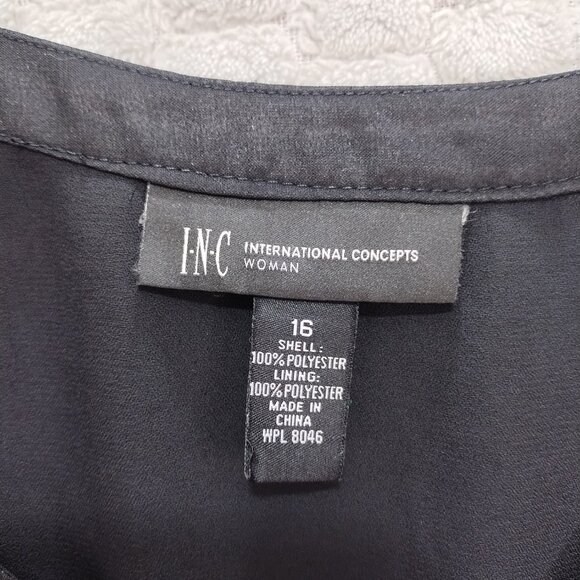 I·N·C INTERNATIONAL CONCEPTS
WOMAN
16
SHELL:
100% POLYESTER
LINING:
100% POLYESTER
MADE IN
CHINA
WPL 8046